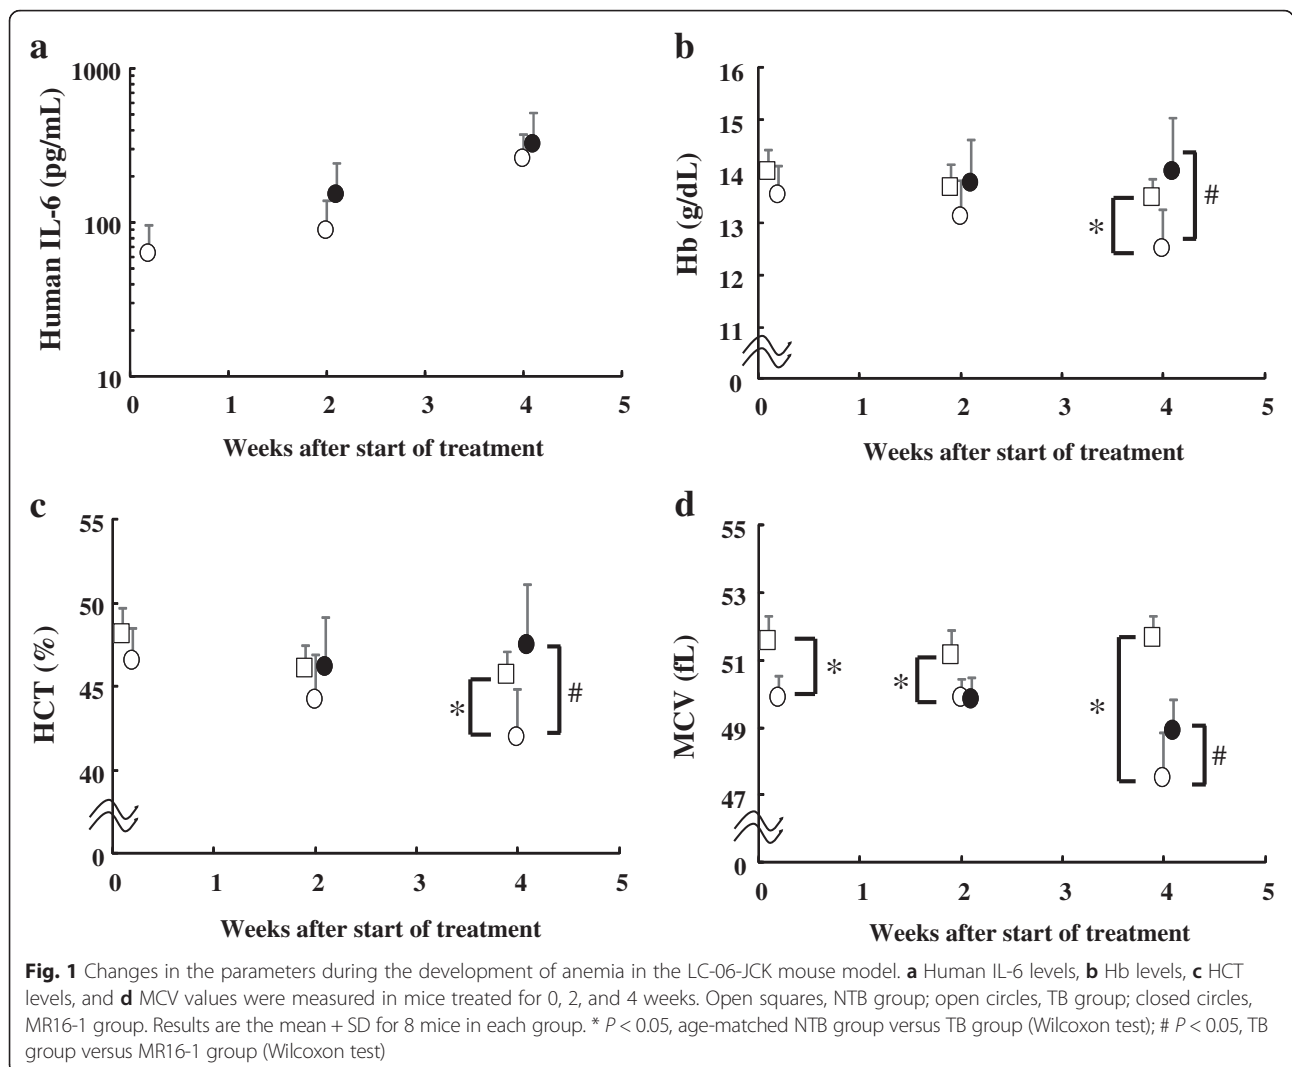 a
1000
100
10
Human IL-6 (pg/mL)
0 1 2 3 4 5
Weeks after start of treatment
b
16
15
14
13
12
11
0
Hb (g/dL)
* #
0 1 2 3 4 5
Weeks after start of treatment
c
55
50
45
40
0
HCT (%)
* #
0 1 2 3 4 5
Weeks after start of treatment
d
55
53
51
49
47
0
MCV (fL)
* * * #
0 1 2 3 4 5
Weeks after start of treatment
Fig. 1 Changes in the parameters during the development of anemia in the LC-06-JCK mouse model. a Human IL-6 levels, b Hb levels, c HCT
levels, and d MCV values were measured in mice treated for 0, 2, and 4 weeks. Open squares, NTB group; open circles, TB group; closed circles,
MR16-1 group. Results are the mean + SD for 8 mice in each group. * P < 0.05, age-matched NTB group versus TB group (Wilcoxon test); # P < 0.05, TB
group versus MR16-1 group (Wilcoxon test)